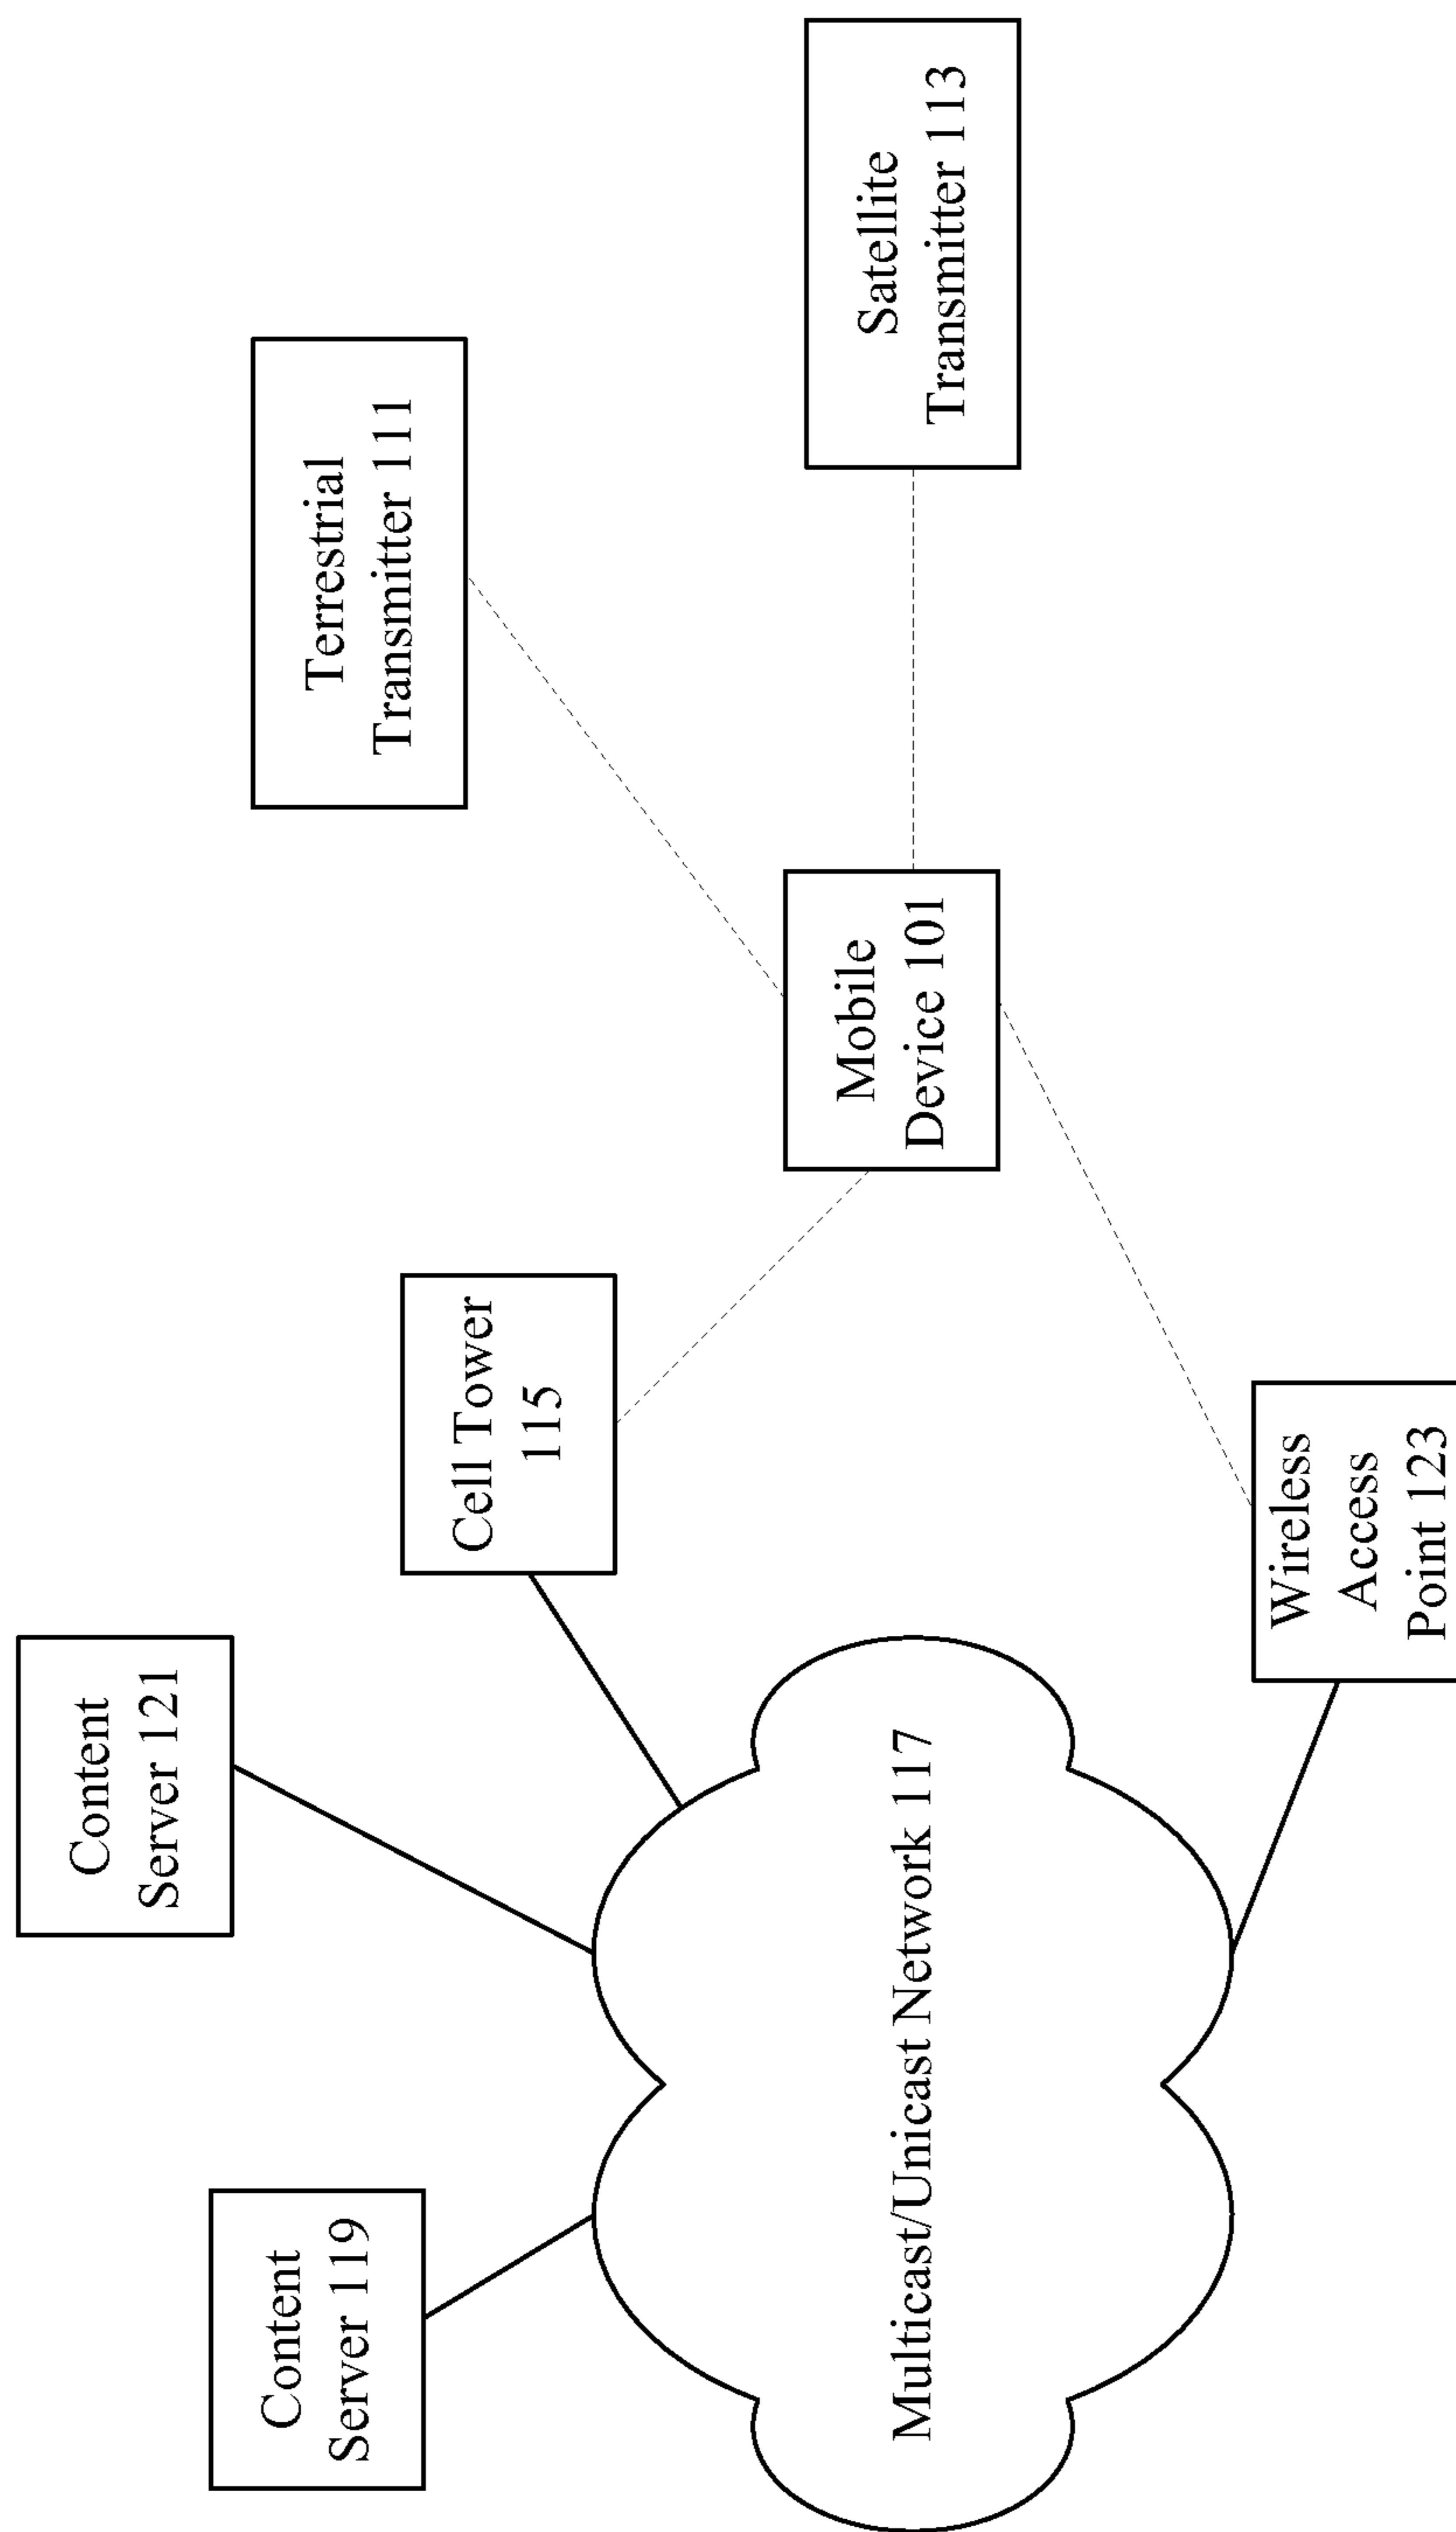 Content
Server 119
Content
Server 121
Cell Tower
115
Terrestrial
Transmitter 111
Multicast/Unicast Network 117
Mobile
Device 101
Satellite
Transmitter 113
Wireless
Access
Point 123